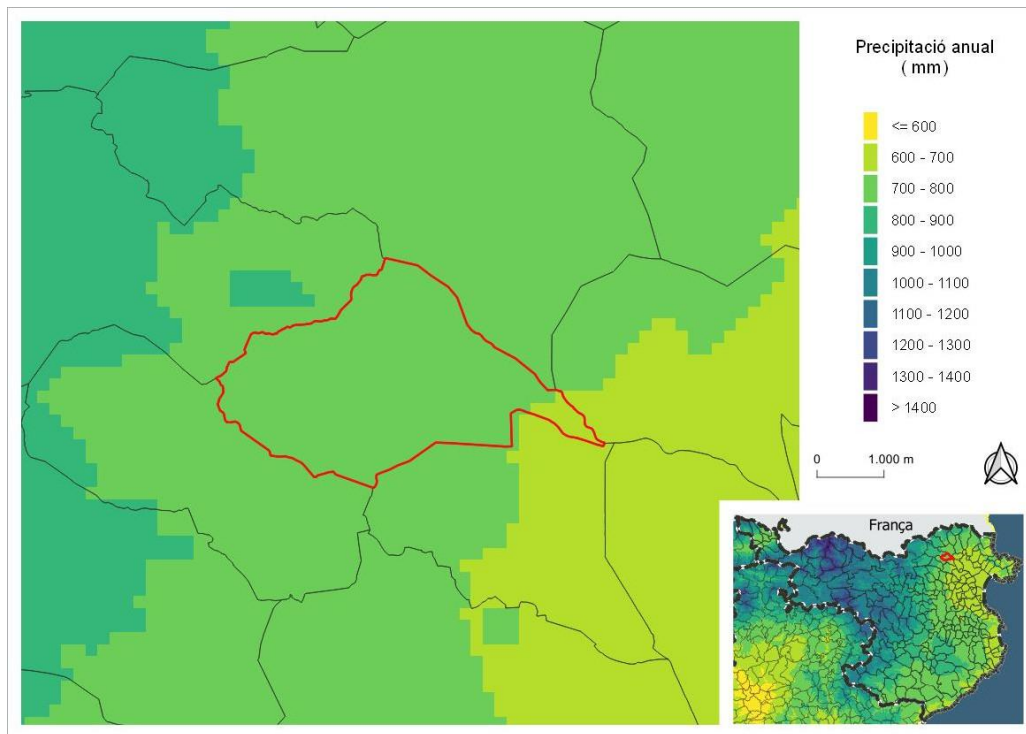 Precipitació anual
( mm )
<= 600
600 - 700
700 - 800
800 - 900
900 - 1000
1000 - 1100
1100 - 1200
1200 - 1300
1300 - 1400
> 1400
0 1.000 m
França